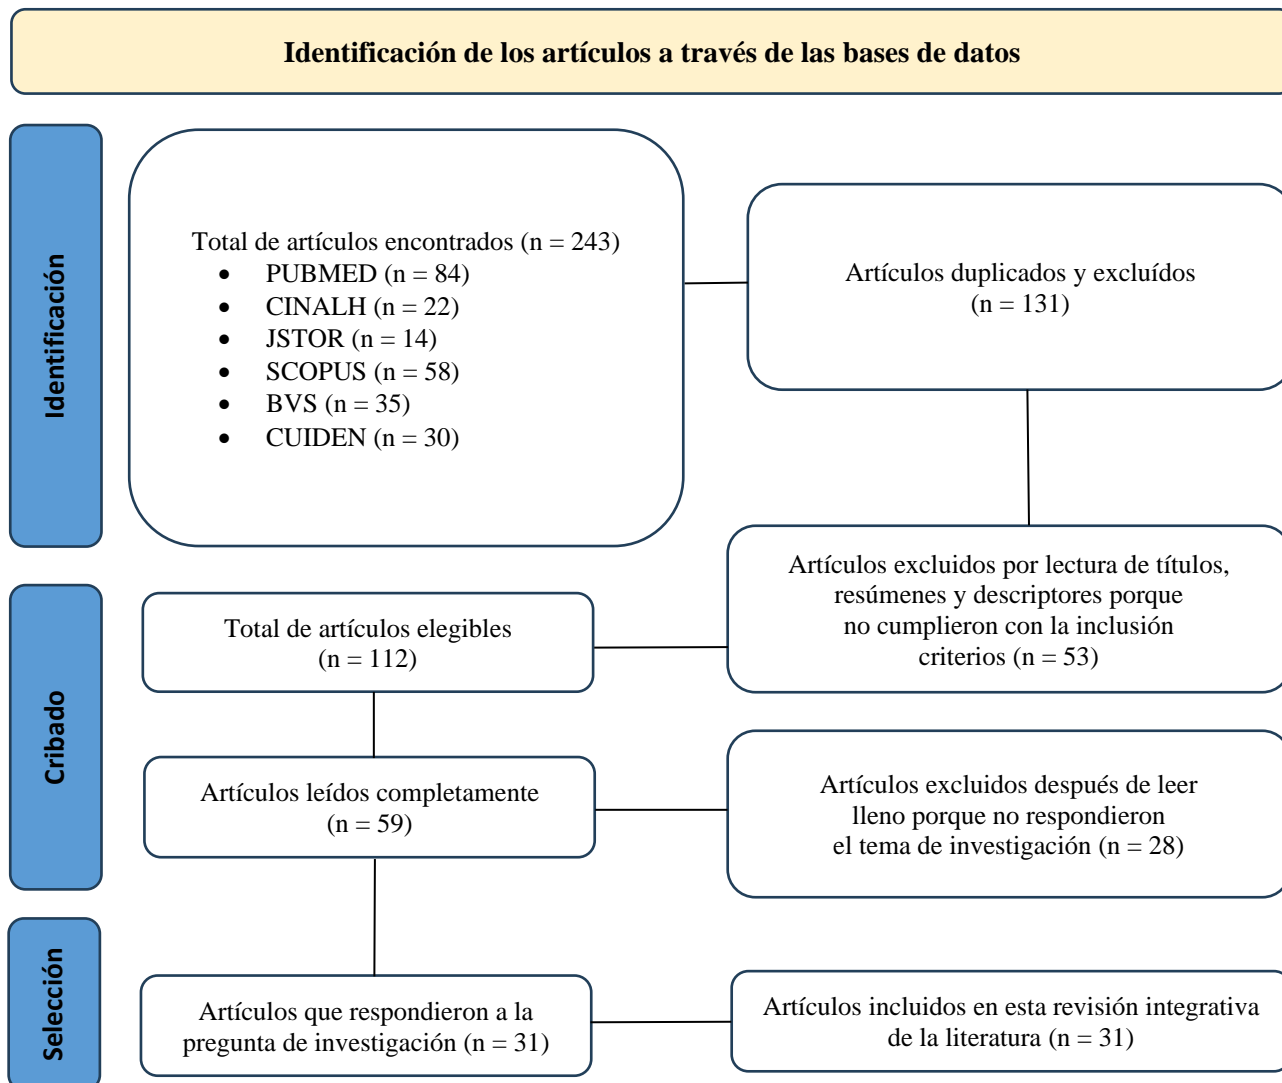 Identificación de los artículos a través de las bases de datos
Identificación
Total de artículos encontrados (n = 243)
• PUBMED (n = 84)
• CINALH (n = 22)
• JSTOR (n = 14)
• SCOPUS (n = 58)
• BVS (n = 35)
• CUIDEN (n = 30)
Artículos duplicados y excluídos
(n = 131)
Artículos excluidos por lectura de títulos,
resúmenes y descriptores porque
no cumplieron con la inclusión
criterios (n = 53)
Cribado
Total de artículos elegibles
(n = 112)
Artículos leídos completamente
(n = 59)
Artículos excluidos después de leer
lleno porque no respondieron
el tema de investigación (n = 28)
Selección
Artículos que respondieron a la
pregunta de investigación (n = 31)
Artículos incluidos en esta revisión integrativa
de la literatura (n = 31)